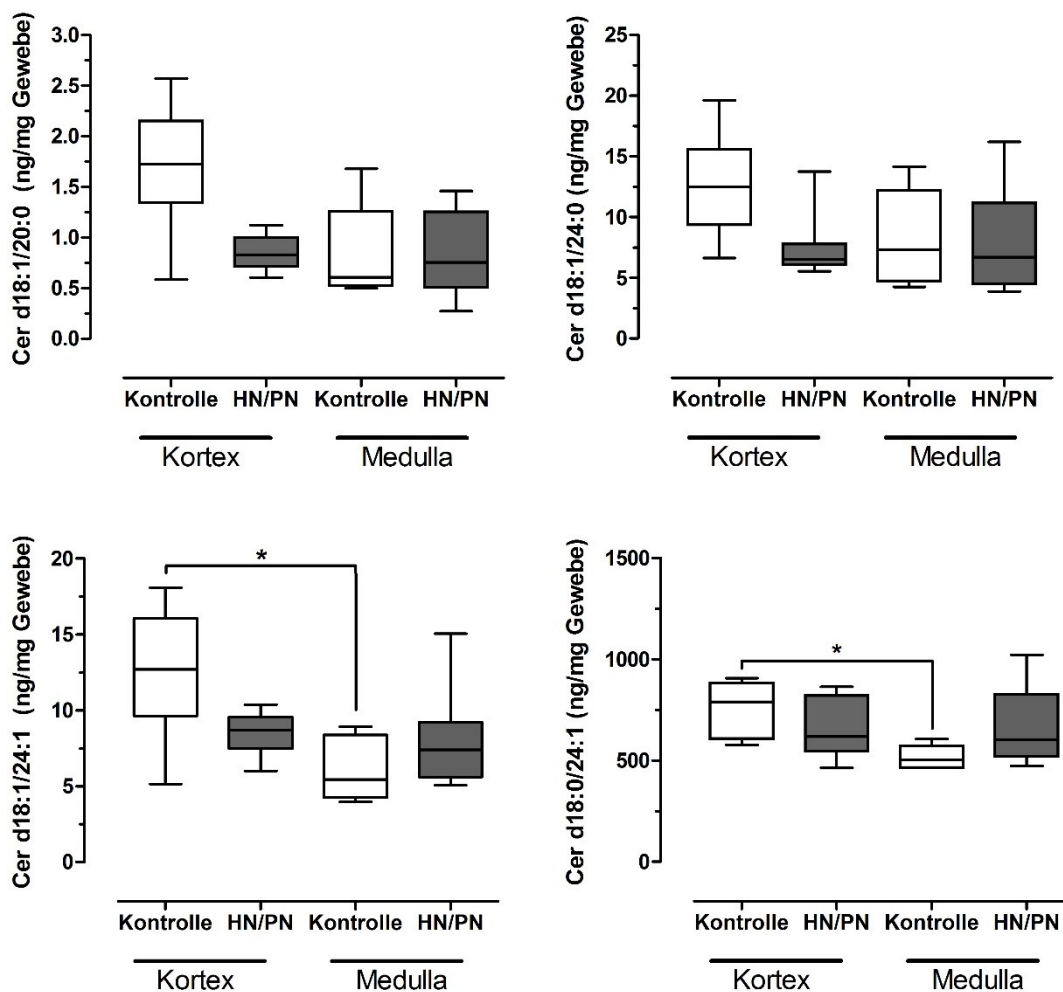 Cer d18:1/20:0 (ng/mg Gewebe)
3.0
2.5
2.0
1.5
1.0
0.5
0.0
Kontrolle HN/PN Kontrolle HN/PN
Kortex Medulla
Cer d18:1/24:0 (ng/mg Gewebe)
25
20
15
10
5
0
Kontrolle HN/PN Kontrolle HN/PN
Kortex Medulla
Cer d18:1/24:1 (ng/mg Gewebe)
20
15
10
5
0
*
Kontrolle HN/PN Kontrolle HN/PN
Kortex Medulla
Cer d18:0/24:1 (ng/mg Gewebe)
1500
1000
500
0
*
Kontrolle HN/PN Kontrolle HN/PN
Kortex Medulla